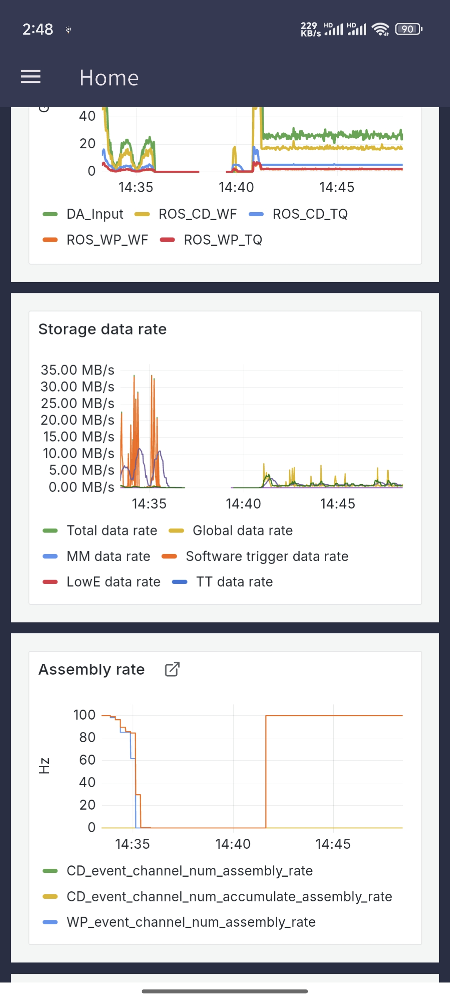 2:48
229 KB/s HD HD 90
Home
40
20
0
14:35 14:40 14:45
DA_Input ROS_CD_WF ROS_CD_TQ
ROS_WP_WF ROS_WP_TQ
Storage data rate
35.00 MB/s
30.00 MB/s
25.00 MB/s
20.00 MB/s
15.00 MB/s
10.00 MB/s
5.00 MB/s
0.00 MB/s
14:35 14:40 14:45
Total data rate Global data rate
MM data rate Software trigger data rate
LowE data rate TT data rate
Assembly rate
100
80
60
40
20
0
Hz
14:35 14:40 14:45
CD_event_channel_num_assembly_rate
CD_event_channel_num_accumulate_assembly_rate
WP_event_channel_num_assembly_rate